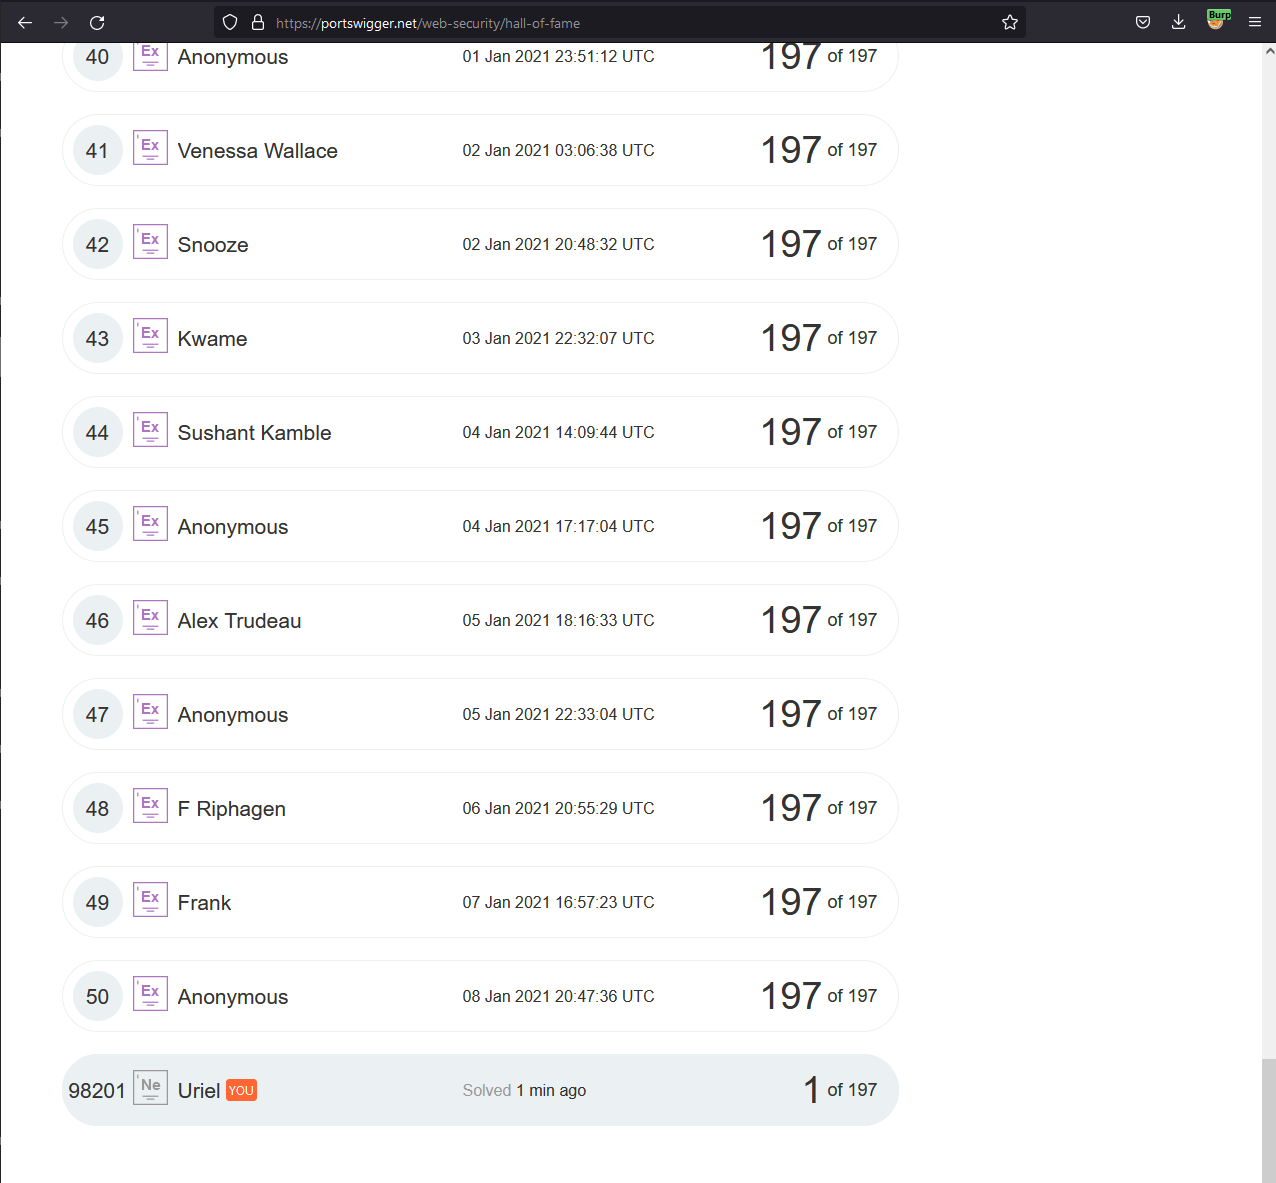 Burp
https://portswigger.net/web-security/hall-of-fame
40 Ex Anonymous 01 Jan 2021 23:51:12 UTC 197 of 197
41 Ex Venessa Wallace 02 Jan 2021 03:06:38 UTC 197 of 197
42 Ex Snooze 02 Jan 2021 20:48:32 UTC 197 of 197
43 Ex Kwame 03 Jan 2021 22:32:07 UTC 197 of 197
44 Ex Sushant Kamble 04 Jan 2021 14:09:44 UTC 197 of 197
45 Ex Anonymous 04 Jan 2021 17:17:04 UTC 197 of 197
46 Ex Alex Trudeau 05 Jan 2021 18:16:33 UTC 197 of 197
47 Ex Anonymous 05 Jan 2021 22:33:04 UTC 197 of 197
48 Ex F Riphagen 06 Jan 2021 20:55:29 UTC 197 of 197
49 Ex Frank 07 Jan 2021 16:57:23 UTC 197 of 197
50 Ex Anonymous 08 Jan 2021 20:47:36 UTC 197 of 197
98201 Ne Uriel YOU Solved 1 min ago 1 of 197